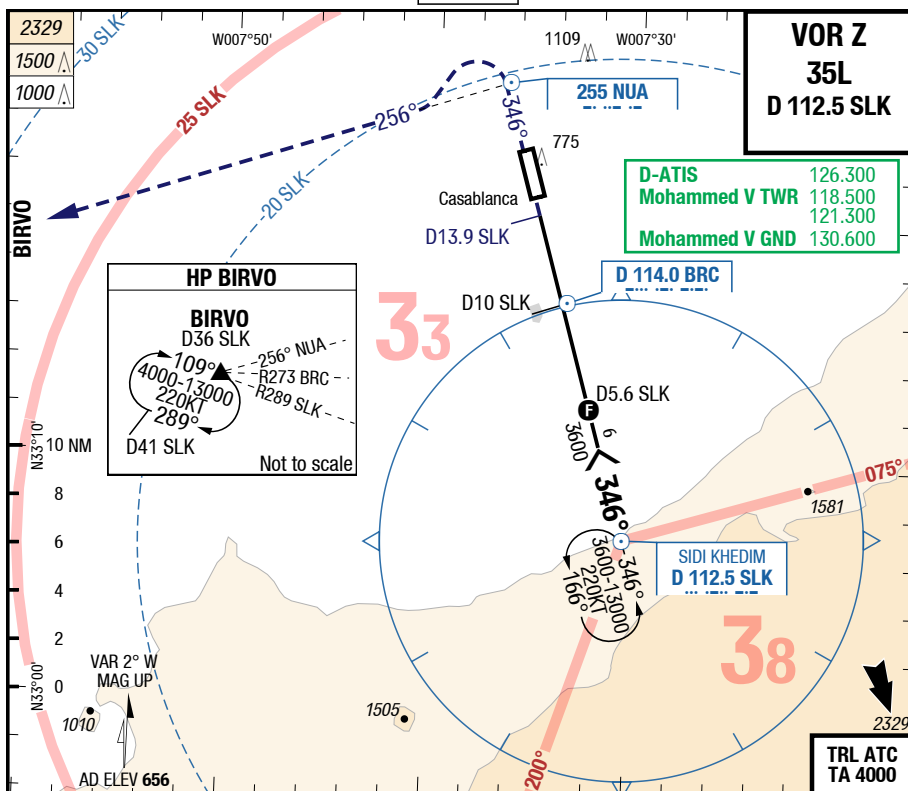 2329
1500
1000
30 SLK
W007°50'
1109
W007°30'
VOR Z
35L
D 112.5 SLK
25 SLK
256°
346°
255 NUA
775
20 SLK
Casablanca
D-ATIS 126.300
Mohammed V TWR 118.500
121.300
Mohammed V GND 130.600
BIRVO
D13.9 SLK
HP BIRVO
BIRVO
D36 SLK
109°
4000-13000
220KT
289°
D41 SLK
256° NUA
R273 BRC
R289 SLK
Not to scale
D 114.0 BRC
D10 SLK
33
D5.6 SLK
F
3600
6
346°
N33°10'
10 NM
8
6
4
2
0
N33°00'
075°
1581
SIDI KHEDIM
D 112.5 SLK
346°
3600-13000
220KT
166°
38
VAR 2° W
MAG UP
1010
1505
AD ELEV 656
200°
2329
TRL ATC
TA 4000